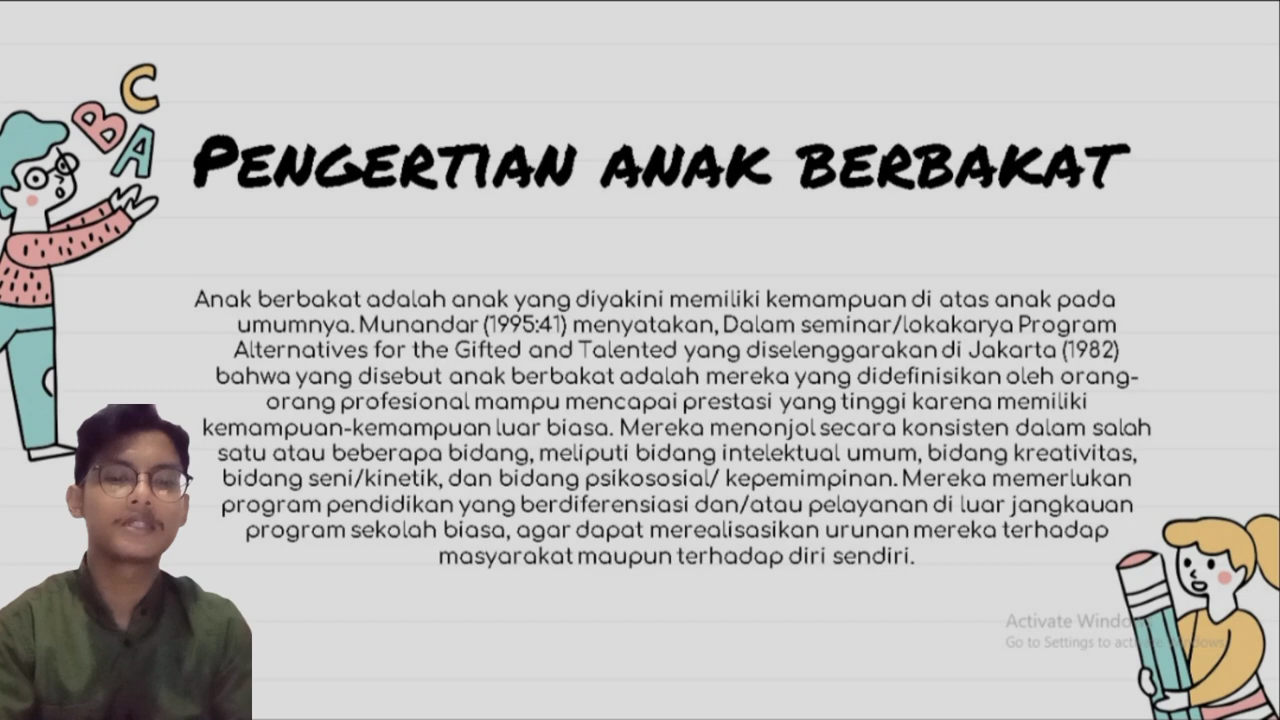 B
C
A
PENGERTIAN ANAK BERBAKAT
Anak berbakat adalah anak yang diyakini memiliki kemampuan di atas anak pada
umumnya. Munandar (1995:41) menyatakan, Dalam seminar/lokakarya Program
Alternatives for the Gifted and Talented yang diselenggarakan di Jakarta (1982)
bahwa yang disebut anak berbakat adalah mereka yang didefinisikan oleh orang-
orang profesional mampu mencapai prestasi yang tinggi karena memiliki
kemampuan-kemampuan luar biasa. Mereka menonjol secara konsisten dalam salah
satu atau beberapa bidang, meliputi bidang intelektual umum, bidang kreativitas,
bidang seni/kinetik, dan bidang psikososial/ kepemimpinan. Mereka memerlukan
program pendidikan yang berdiferensiasi dan/atau pelayanan di luar jangkauan
program sekolah biasa, agar dapat merealisasikan urunan mereka terhadap
masyarakat maupun terhadap diri sendiri.
Activate
Go to Settings to